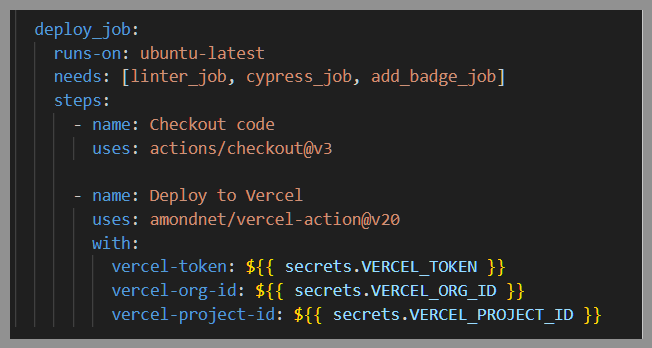 deploy_job:
runs-on: ubuntu-latest
needs: [linter_job, cypress_job, add_badge_job]
steps:
- name: Checkout code
uses: actions/checkout@v3
- name: Deploy to Vercel
uses: amondnet/vercel-action@v20
with:
vercel-token: ${{ secrets.VERCEL_TOKEN }}
vercel-org-id: ${{ secrets.VERCEL_ORG_ID }}
vercel-project-id: ${{ secrets.VERCEL_PROJECT_ID }}